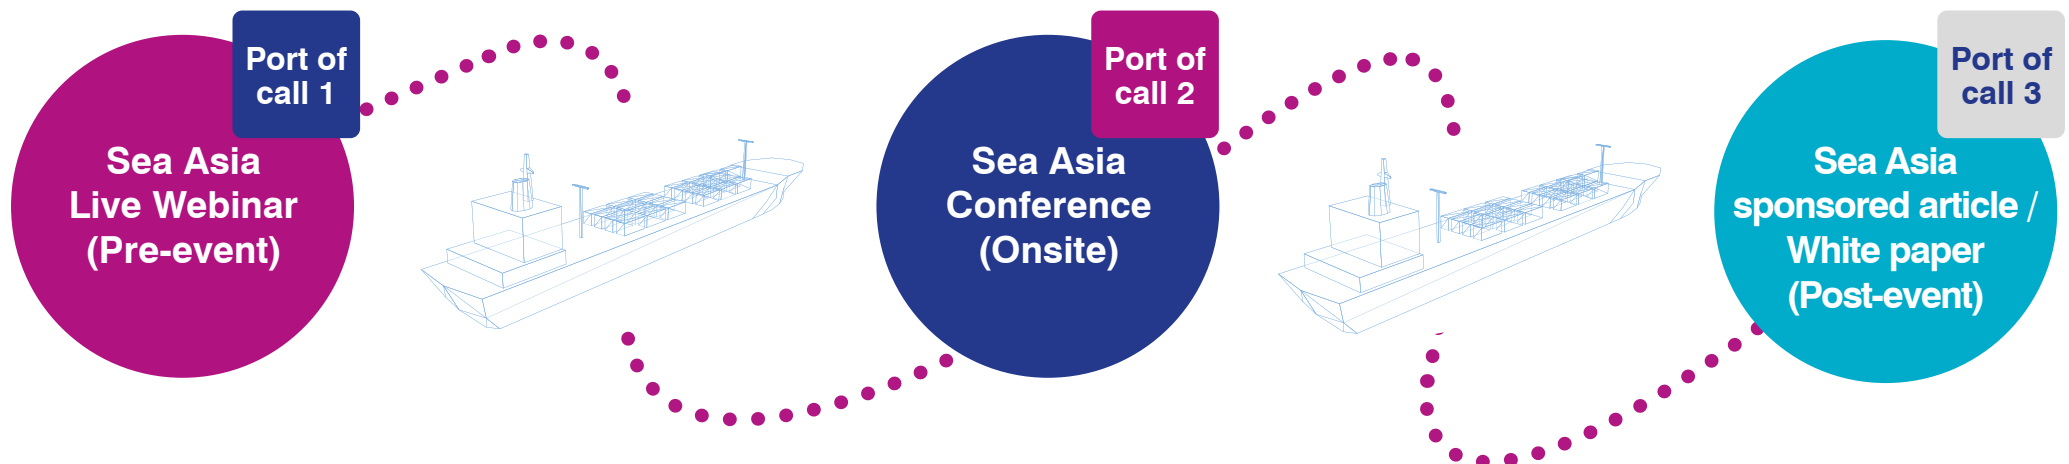 Port of
call 1
Sea Asia
Live Webinar
(Pre-event)
Port of
call 2
Sea Asia
Conference
(Onsite)
Port of
call 3
Sea Asia
sponsored article /
White paper
(Post-event)